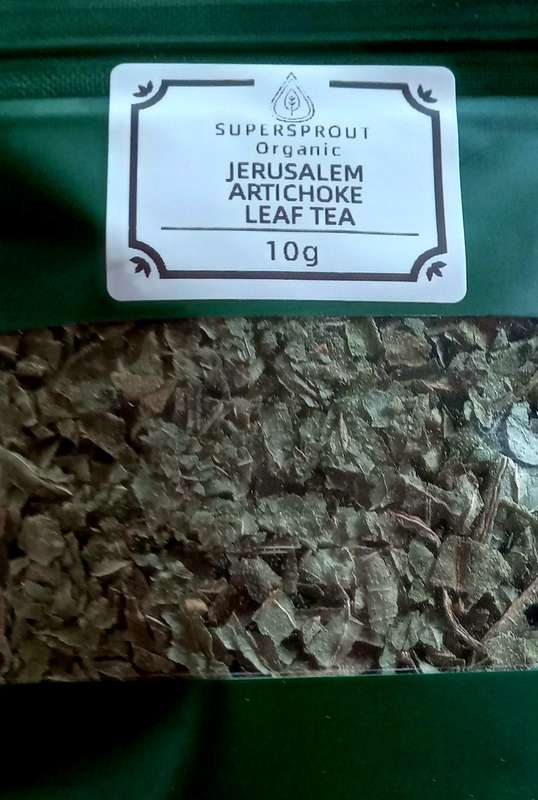 SUPERSPROUT
Organic
JERUSALEM
ARTICHOKE
LEAF TEA
10g